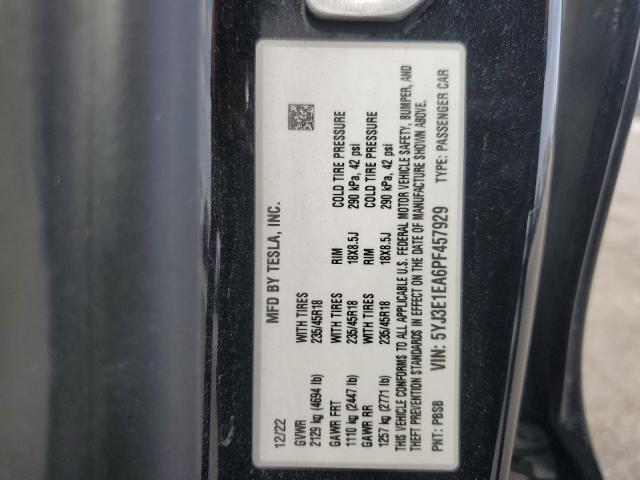 MFD BY TESLA, INC.
12/22
GVWR WITH TIRES RIM COLD TIRE PRESSURE
2129 kg (4694 lb) 235/45R18 18X8.5J 290 kPa, 42 psi
GAWR FRT WITH TIRES RIM COLD TIRE PRESSURE
1110 kg (2447 lb) 235/45R18 18X8.5J 290 kPa, 42 psi
GAWR RR WITH TIRES
1257 kg (2771 lb) 235/45R18
THIS VEHICLE CONFORMS TO ALL APPLICABLE U.S. FEDERAL MOTOR VEHICLE SAFETY, BUMPER, AND
THEFT PREVENTION STANDARDS IN EFFECT ON THE DATE OF MANUFACTURE SHOWN ABOVE.
PNT: PBSB VIN: 5YJ3E1EA6PF457929 TYPE: PASSENGER CAR